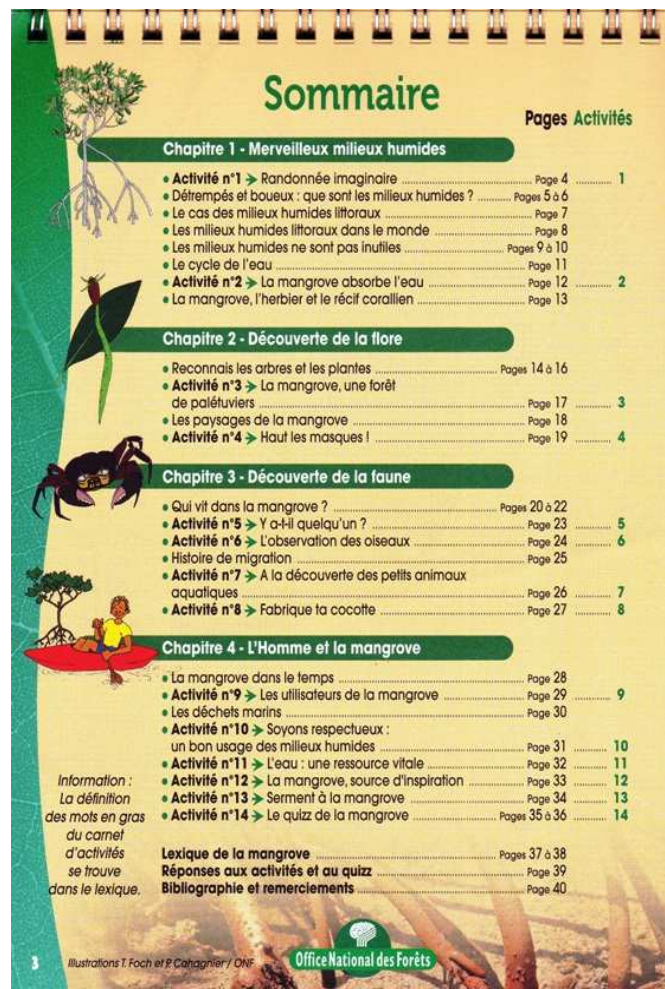 Sommaire
Pages Activités
Chapitre 1 - Merveilleux milieux humides
• Activité n°1 ➔ Randonnée imaginaire .......... Page 4 .......... 1
• Détrempés et boueux : que sont les milieux humides ? .......... Pages 5 à 6
• Le cas des milieux humides littoraux .......... Page 7
• Les milieux humides littoraux dans le monde .......... Page 8
• Les milieux humides ne sont pas inutiles .......... Pages 9 à 10
• Le cycle de l'eau .......... Page 11
• Activité n°2 ➔ La mangrove absorbe l'eau .......... Page 12 .......... 2
• La mangrove, l'herbier et le récif corallien .......... Page 13
Chapitre 2 - Découverte de la flore
• Reconnais les arbres et les plantes .......... Pages 14 à 16
• Activité n°3 ➔ La mangrove, une forêt
de palétuviers .......... Page 17 .......... 3
• Les paysages de la mangrove .......... Page 18
• Activité n°4 ➔ Haut les masques ! .......... Page 19 .......... 4
Chapitre 3 - Découverte de la faune
• Qui vit dans la mangrove ? .......... Pages 20 à 22
• Activité n°5 ➔ Y a-t-il quelqu'un ? .......... Page 23 .......... 5
• Activité n°6 ➔ L'observation des oiseaux .......... Page 24 .......... 6
• Histoire de migration .......... Page 25
• Activité n°7 ➔ A la découverte des petits animaux
aquatiques .......... Page 26 .......... 7
• Activité n°8 ➔ Fabrique ta cocotte .......... Page 27 .......... 8
Chapitre 4 - L'Homme et la mangrove
• La mangrove dans le temps .......... Page 28
• Activité n°9 ➔ Les utilisateurs de la mangrove .......... Page 29 .......... 9
• Les déchets marins .......... Page 30
• Activité n°10 ➔ Soyons respectueux :
un bon usage des milieux humides .......... Page 31 .......... 10
• Activité n°11 ➔ L'eau : une ressource vitale .......... Page 32 .......... 11
• Activité n°12 ➔ La mangrove, source d'inspiration .......... Page 33 .......... 12
• Activité n°13 ➔ Serment à la mangrove .......... Page 34 .......... 13
• Activité n°14 ➔ Le quizz de la mangrove .......... Pages 35 à 36 .......... 14
Lexique de la mangrove .......... Pages 37 à 38
Réponses aux activités et au quizz .......... Page 39
Bibliographie et remerciements .......... Page 40
Information :
La définition
des mots en gras
du carnet
d'activités
se trouve
dans le lexique.
3
Illustrations T. Foch et P. Cahagnier / ONF
Office National des Forêts